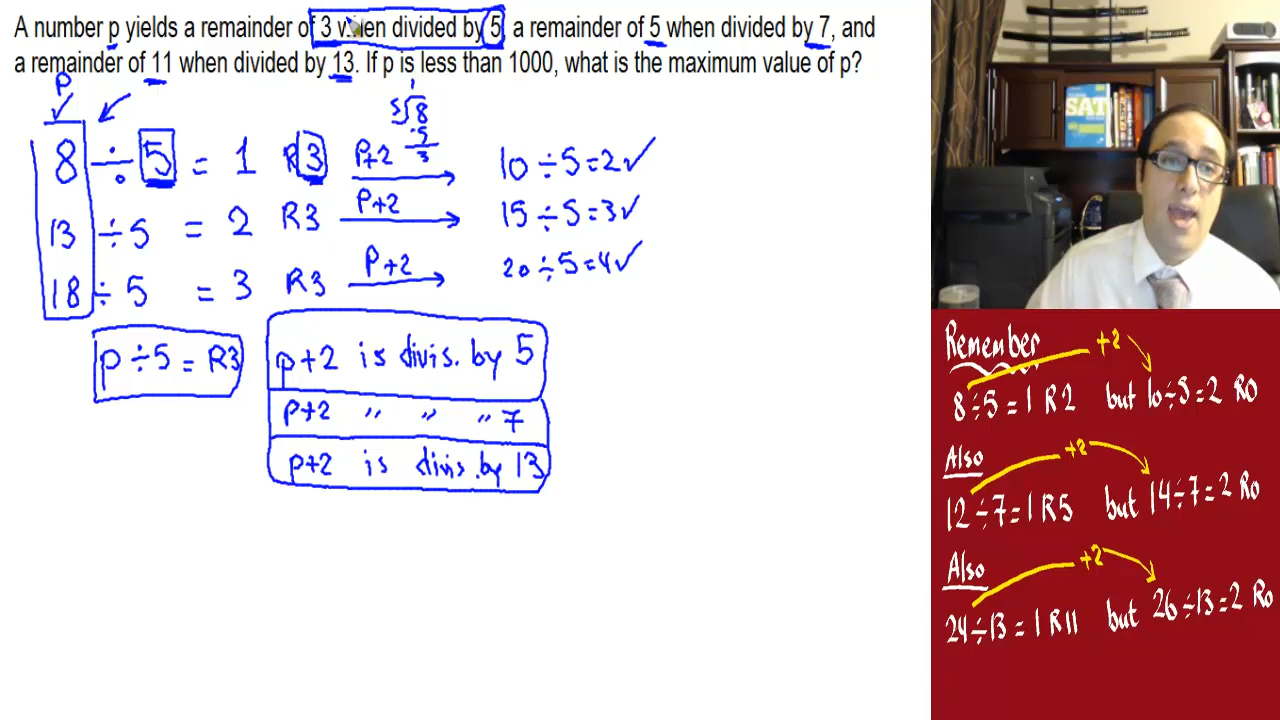 A number p yields a remainder of 3 when divided by 5, a remainder of 5 when divided by 7, and
a remainder of 11 when divided by 13. If p is less than 1000, what is the maximum value of p?
P
8 ÷ 5 = 1 R3 P+2 10 ÷ 5 = 2 ✓
5 8
5
3
1
13 ÷ 5 = 2 R3 P+2 15 ÷ 5 = 3 ✓
18 ÷ 5 = 3 R3 P+2 20 ÷ 5 = 4 ✓
p ÷ 5 = R3
p+2 is divis. by 5
p+2 " " " 7
p+2 is divis. by 13
SAT
Remember
+2
8 ÷ 5 = 1 R2 but 10 ÷ 5 = 2 R0
Also
+2
12 ÷ 7 = 1 R5 but 14 ÷ 7 = 2 R0
Also
+2
24 ÷ 13 = 1 R11 but 26 ÷ 13 = 2 R0